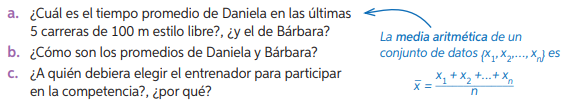 a. ¿Cuál es el tiempo promedio de Daniela en las últimas
5 carreras de 100 m estilo libre?, ¿y el de Bárbara?
b. ¿Cómo son los promedios de Daniela y Bárbara?
c. ¿A quién debiera elegir el entrenador para participar
en la competencia?, ¿por qué?
La media aritmética de un
conjunto de datos {x₁, x₂,..., xₙ} es
x̄ = (x₁ + x₂ +...+ xₙ) / n